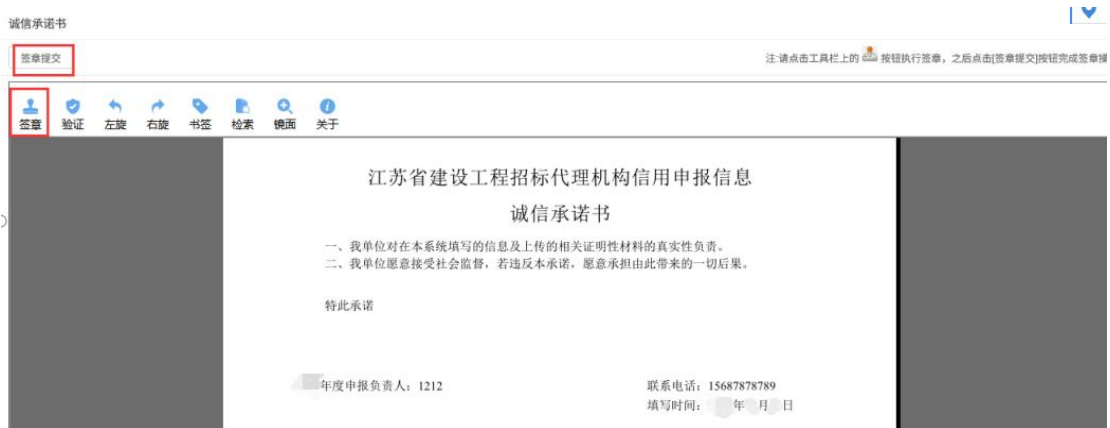 诚信承诺书
签章提交
注:请点击工具栏上的 按钮执行签章，之后点击[签章提交]按钮完成签章操
签章 验证 左旋 右旋 书签 检索 镜面 关于
江苏省建设工程招标代理机构信用申报信息
诚信承诺书
一、我单位对在本系统填写的信息及上传的相关证明性材料的真实性负责。
二、我单位愿意接受社会监督，若违反本承诺，愿意承担由此带来的一切后果。
特此承诺
年度申报负责人：1212 联系电话：15687878789
填写时间： 年 月 日